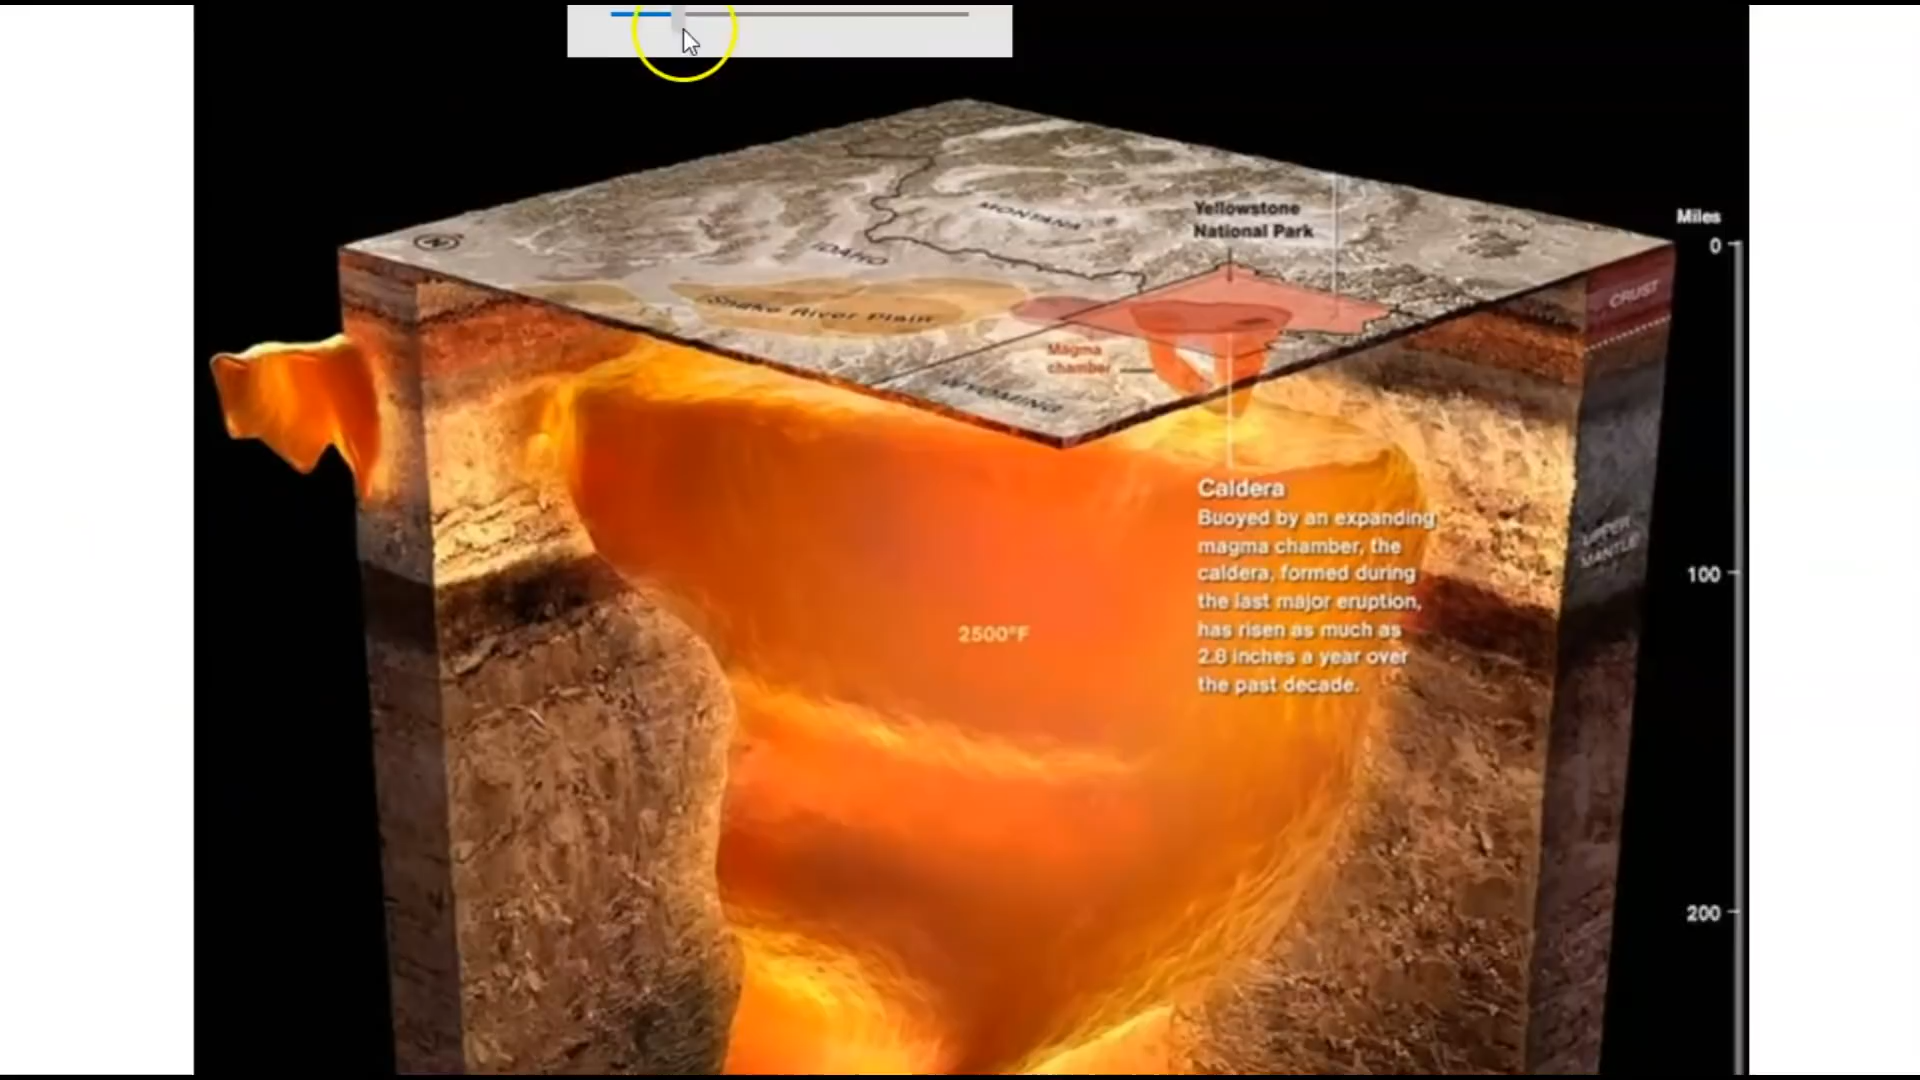 Miles
0
Yellowstone
National Park
MONTANA
IDAHO
CRUST
Snake River Plain
Magma
chamber
WYOMING
Caldera
Buoyed by an expanding
magma chamber, the
caldera, formed during
the last major eruption,
has risen as much as
2.8 inches a year over
the past decade.
UPPER
MANTLE
100
2500°F
200
N